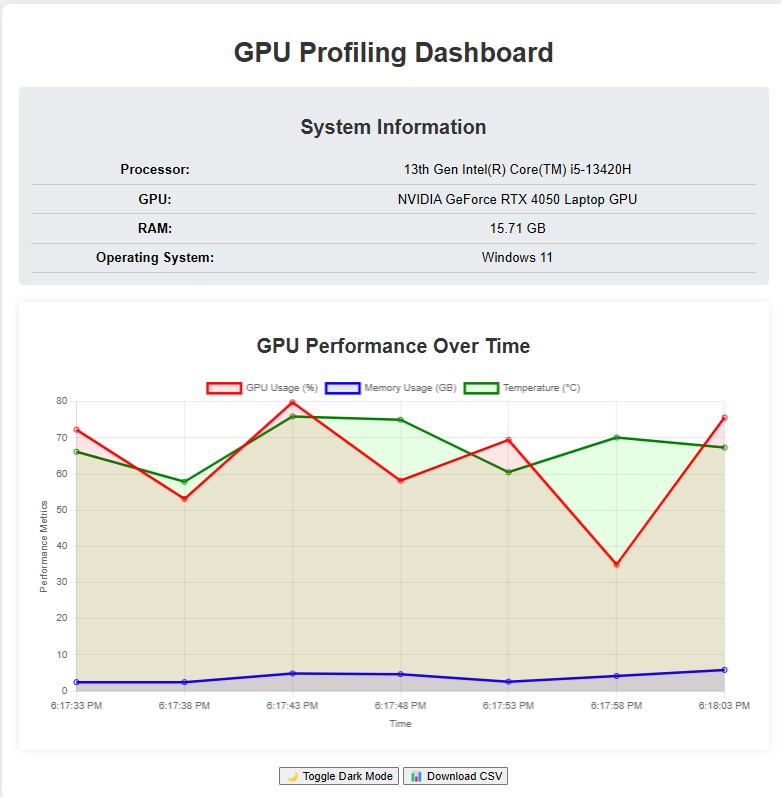 GPU Profiling Dashboard
System Information
Processor: 13th Gen Intel(R) Core(TM) i5-13420H
GPU: NVIDIA GeForce RTX 4050 Laptop GPU
RAM: 15.71 GB
Operating System: Windows 11
GPU Performance Over Time
GPU Usage (%) Memory Usage (GB) Temperature (°C)
80
70
60
50
40
30
20
10
0
Performance Metrics
6:17:33 PM 6:17:38 PM 6:17:43 PM 6:17:48 PM 6:17:53 PM 6:17:58 PM 6:18:03 PM
Time
🌙 Toggle Dark Mode 📊 Download CSV